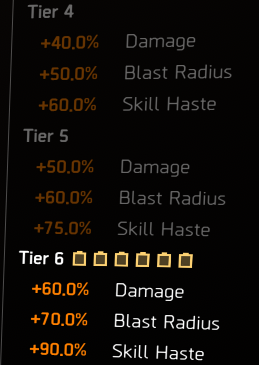 Tier 4
+40.0% Damage
+50.0% Blast Radius
+60.0% Skill Haste
Tier 5
+50.0% Damage
+60.0% Blast Radius
+75.0% Skill Haste
Tier 6
+60.0% Damage
+70.0% Blast Radius
+90.0% Skill Haste